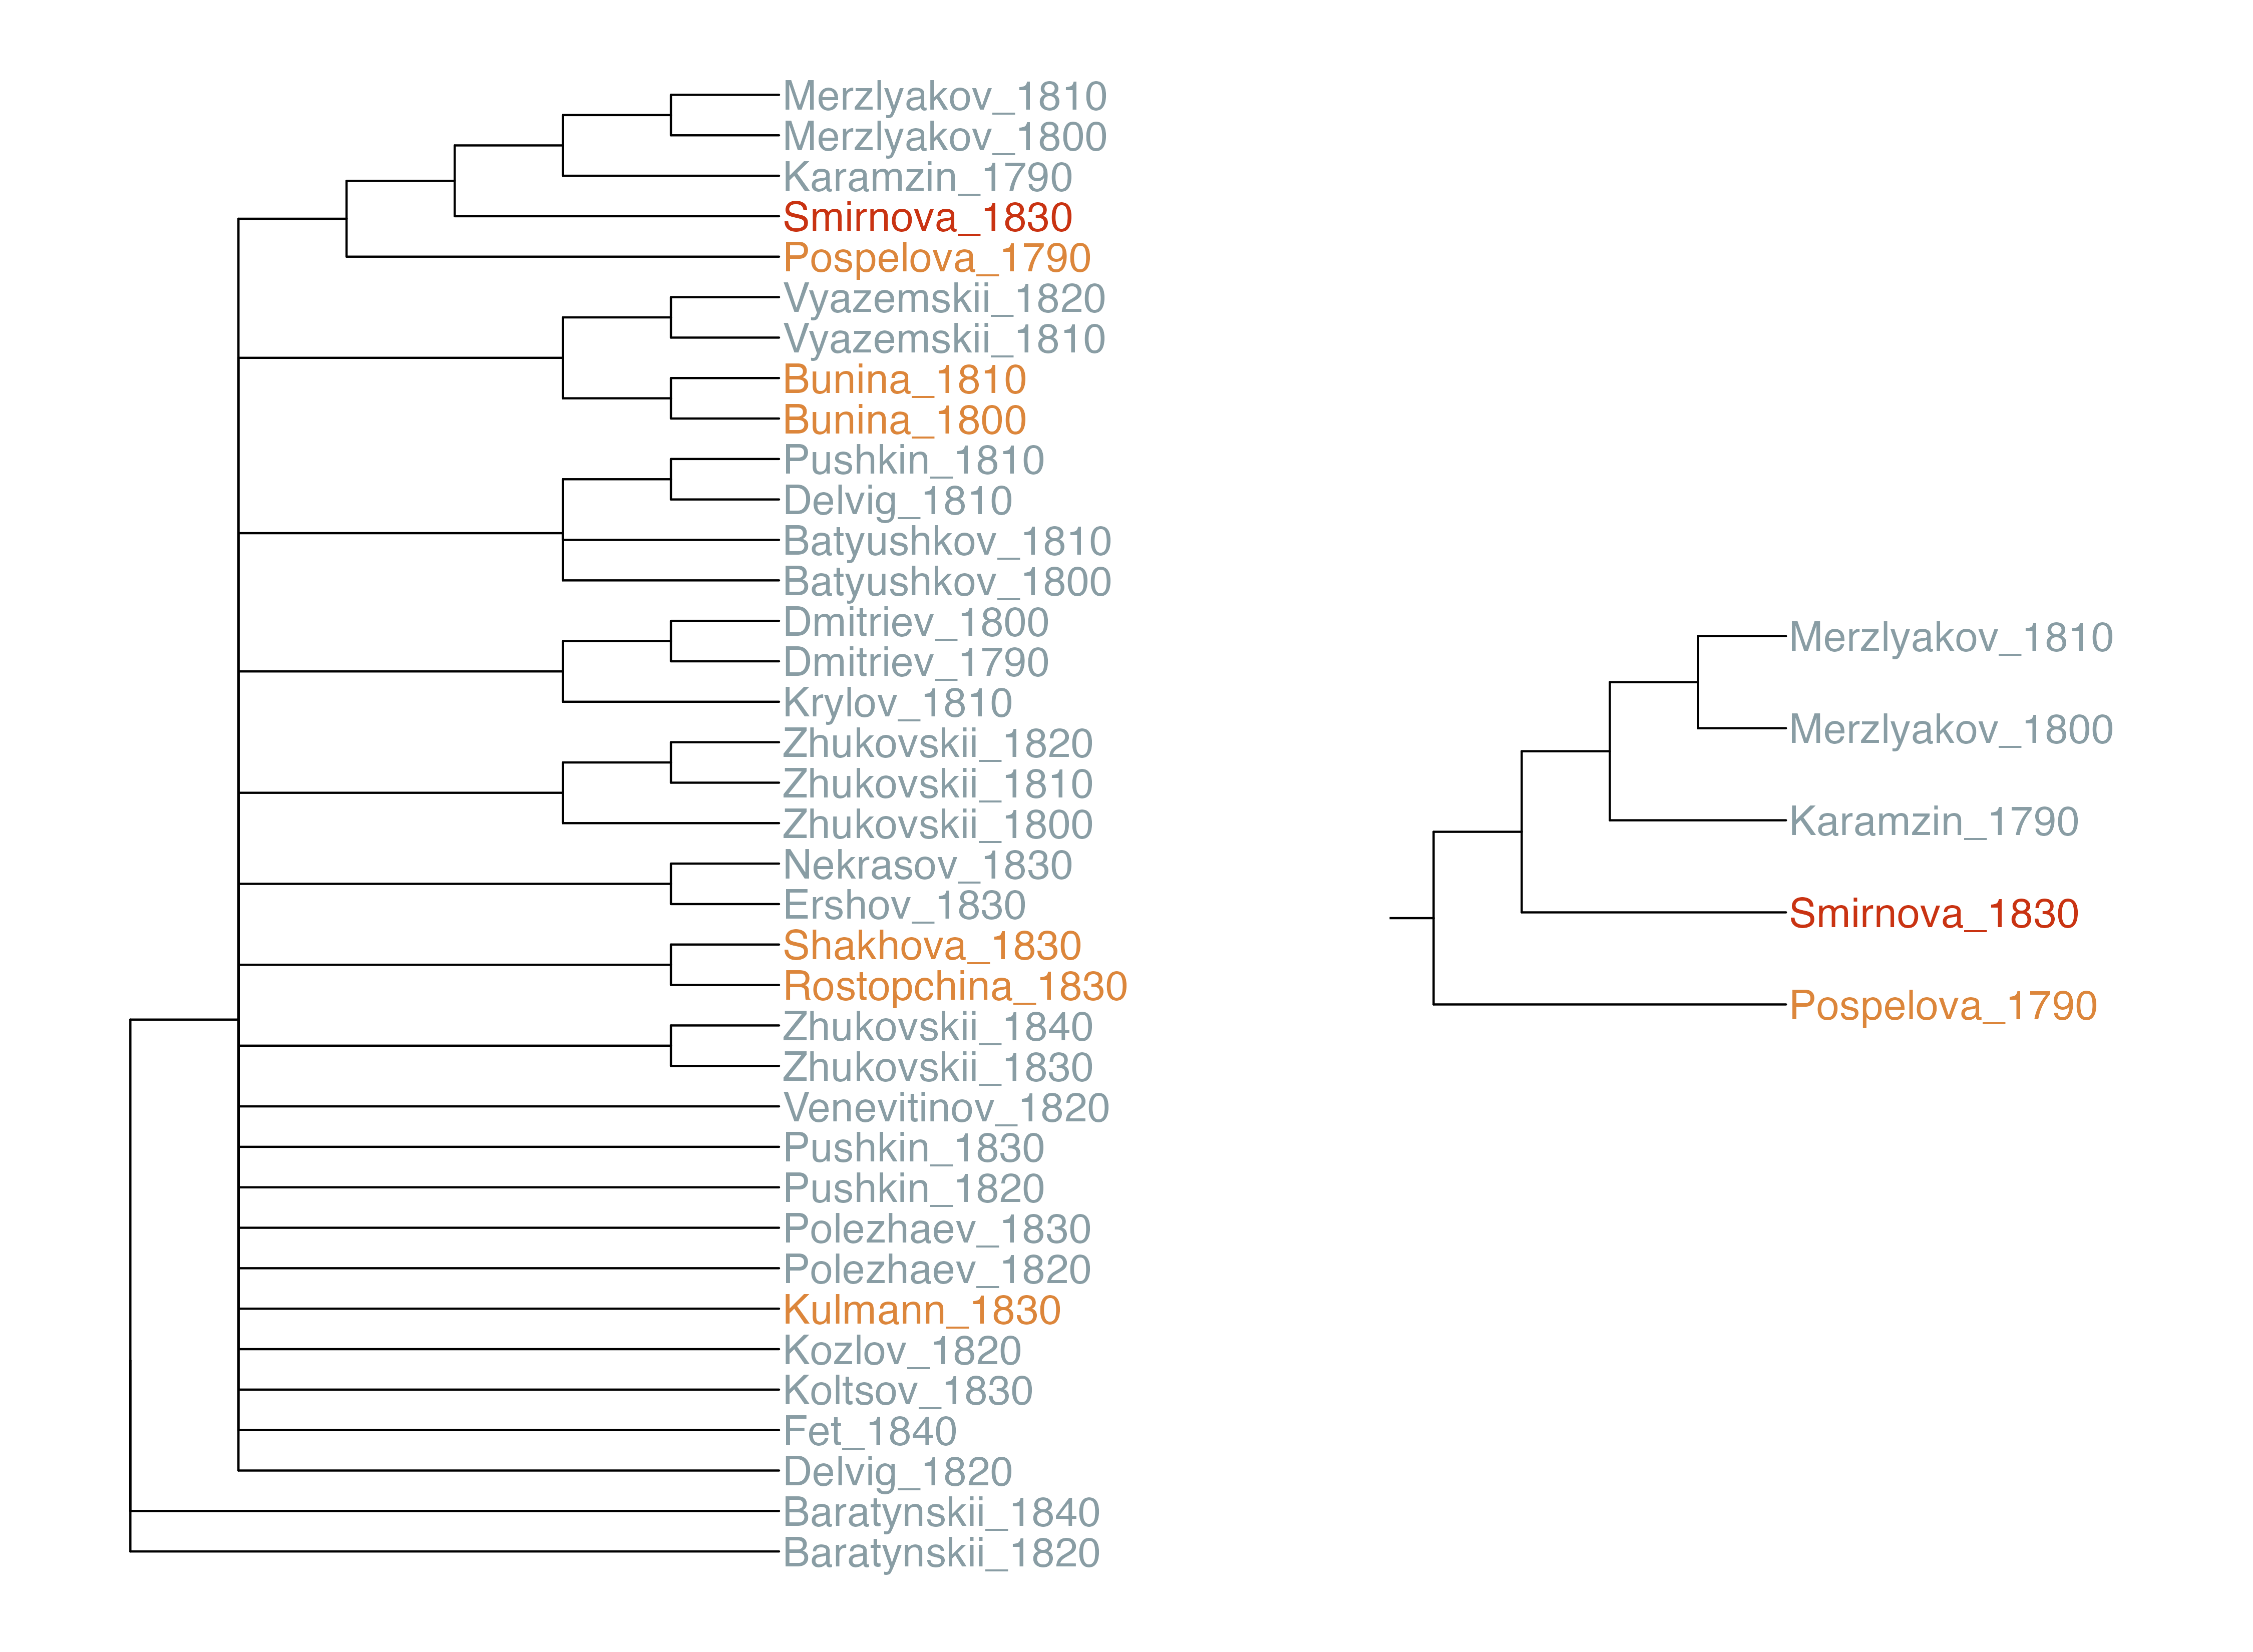 Merzlyakov_1810
Merzlyakov_1800
Karamzin_1790
Smirnova_1830
Pospelova_1790
Vyazemskii_1820
Vyazemskii_1810
Bunina_1810
Bunina_1800
Pushkin_1810
Delvig_1810
Batyushkov_1810
Batyushkov_1800
Dmitriev_1800
Dmitriev_1790
Krylov_1810
Zhukovskii_1820
Zhukovskii_1810
Zhukovskii_1800
Nekrasov_1830
Ershov_1830
Shakhova_1830
Rostopchina_1830
Zhukovskii_1840
Zhukovskii_1830
Venevitinov_1820
Pushkin_1830
Pushkin_1820
Polezhaev_1830
Polezhaev_1820
Kulmann_1830
Kozlov_1820
Koltsov_1830
Fet_1840
Delvig_1820
Baratynskii_1840
Baratynskii_1820
Merzlyakov_1810
Merzlyakov_1800
Karamzin_1790
Smirnova_1830
Pospelova_1790